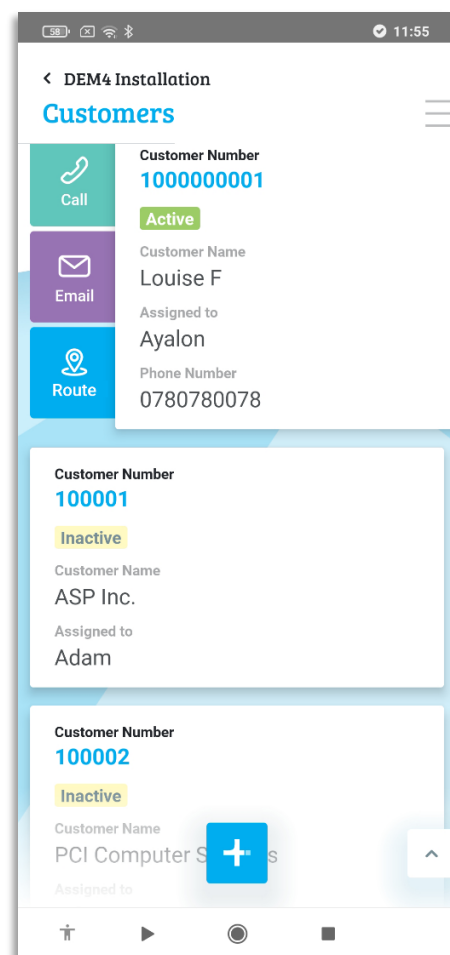 58
11:55
DEM4 Installation
Customers
Call
Email
Route
Customer Number
1000000001
Active
Customer Name
Louise F
Assigned to
Ayalon
Phone Number
0780780078
Customer Number
100001
Inactive
Customer Name
ASP Inc.
Assigned to
Adam
Customer Number
100002
Inactive
Customer Name
PCI Computer
Assigned to